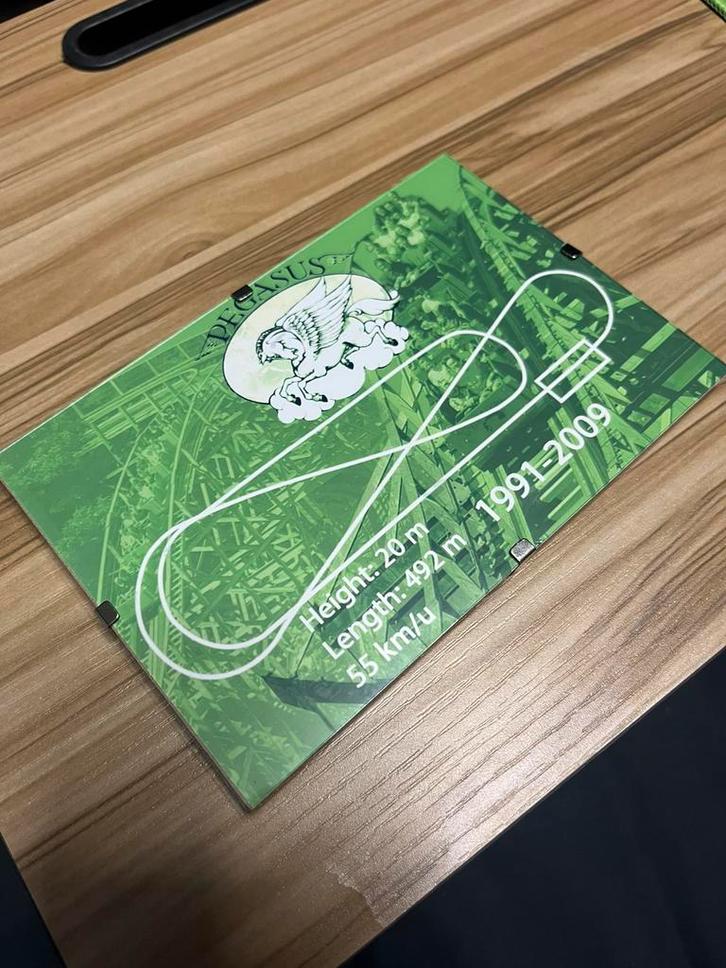 PEGASUS
1991-2009
Height: 20 m
Length: 492 m
55 km/u